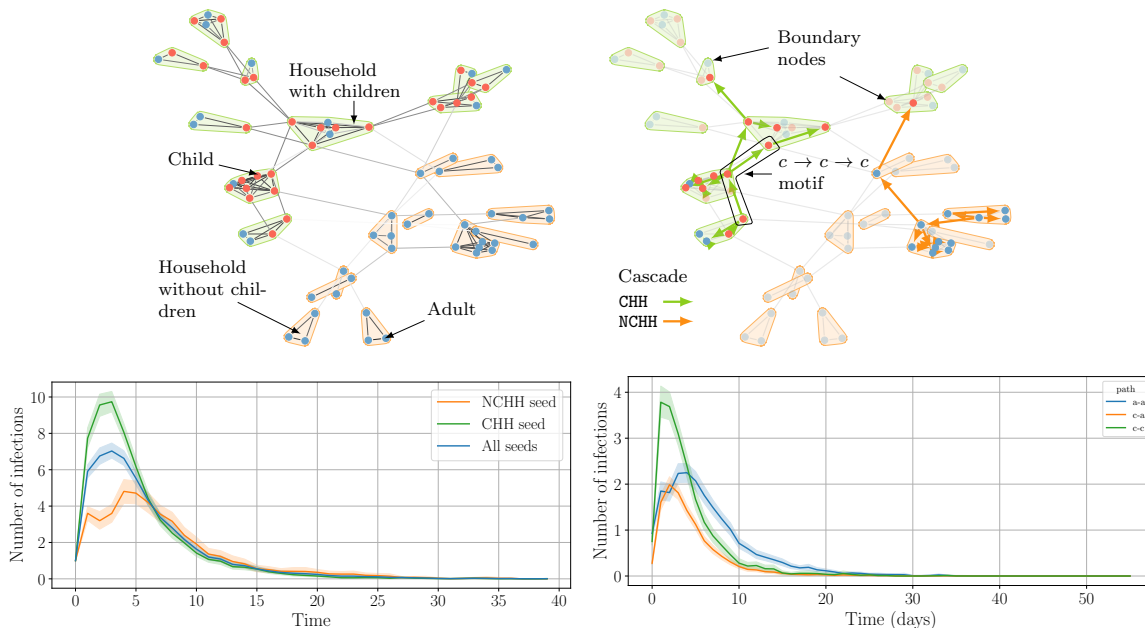 Household
with children
Child
Household
without chil-
dren
Adult
Boundary
nodes
c → c → c
motif
Cascade
CHH
NCHH
Number of infections
10
8
6
4
2
0
NCHH seed
CHH seed
All seeds
0 5 10 15 20 25 30 35 40
Time
Number of infections
4
3
2
1
0
path
a-a
c-a
c-c
0 10 20 30 40 50
Time (days)